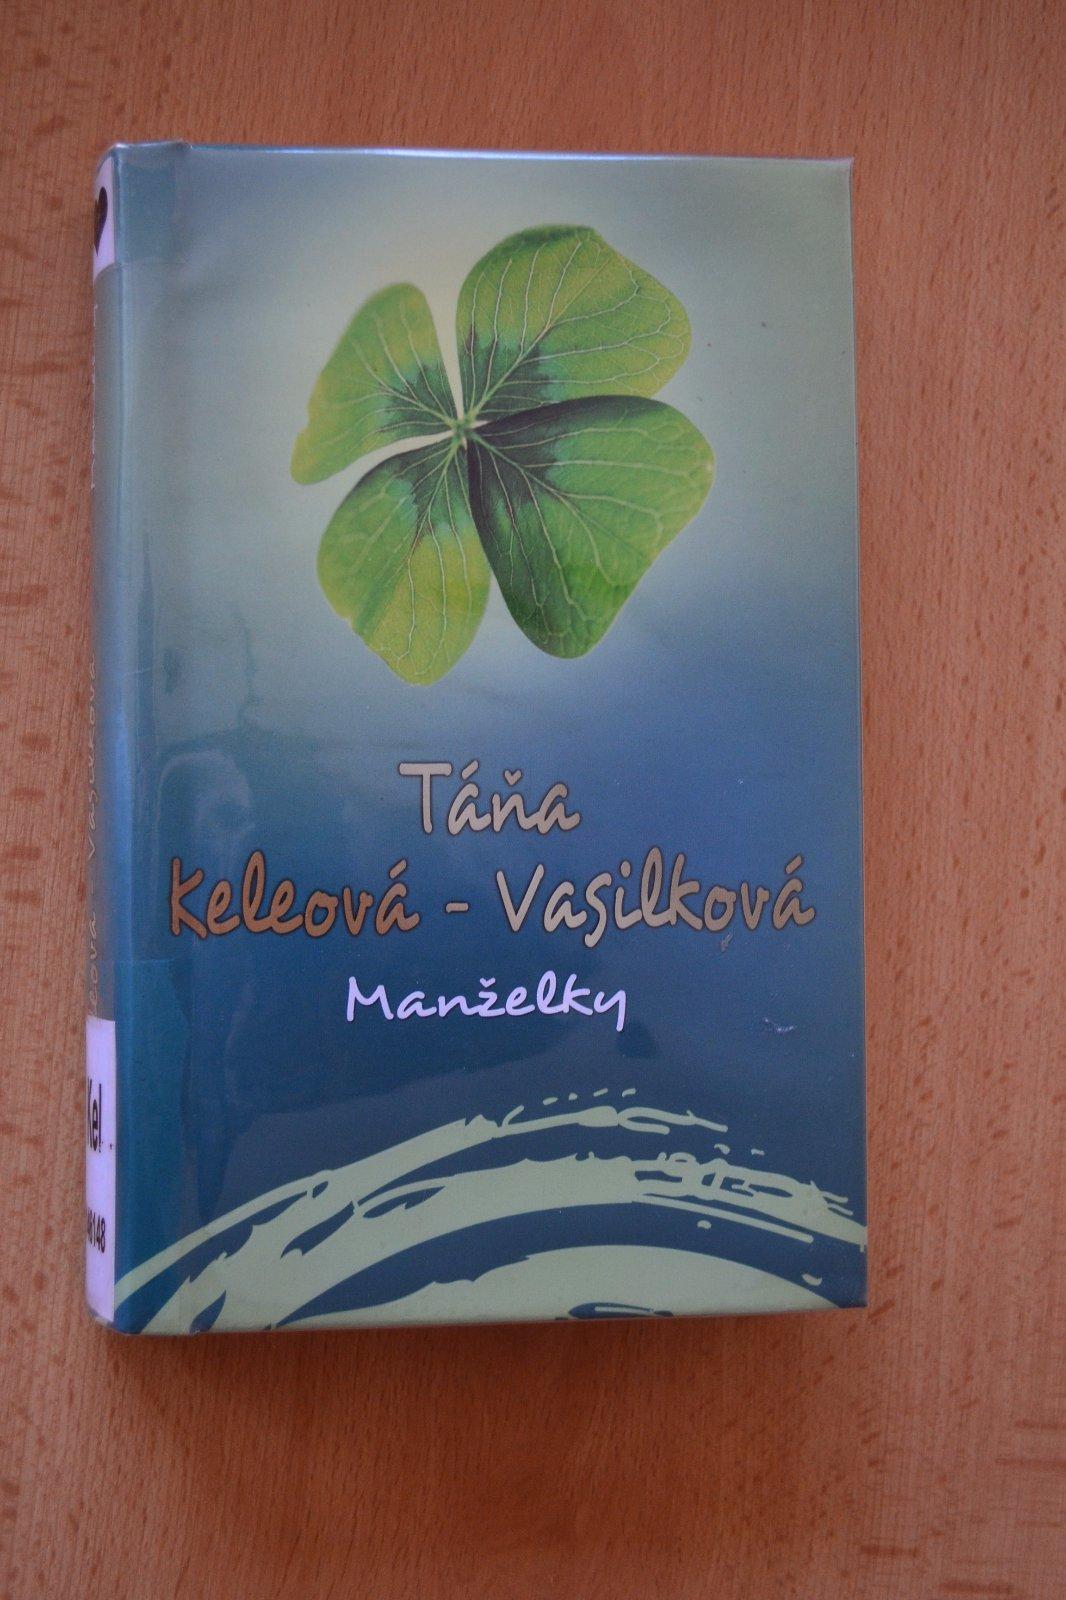 Táňa
Keleová - Vasilková
Manželky
Kel